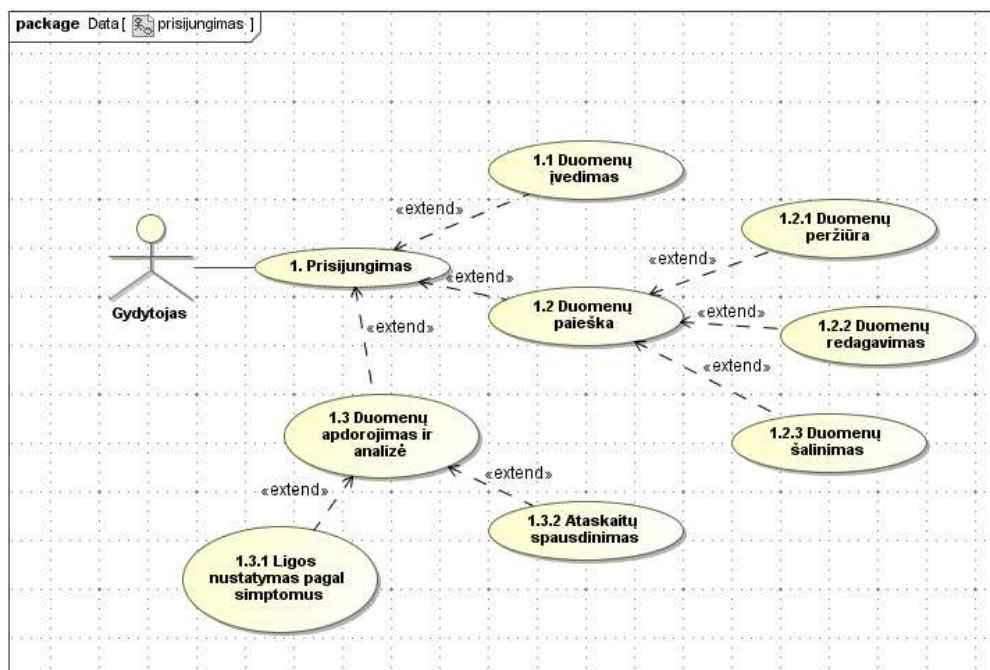 package Data [ prisijungimas ]
1.1 Duomenų
įvedimas
«extend»
1.2.1 Duomenų
peržiūra
«extend»
1. Prisijungimas
«extend»
Gydytojas
1.2 Duomenų
paieška
«extend»
1.2.2 Duomenų
redagavimas
«extend»
«extend»
1.3 Duomenų
apdorojimas ir
analizė
1.2.3 Duomenų
šalinimas
«extend»
«extend»
1.3.2 Ataskaitų
spausdinimas
1.3.1 Ligos
nustatymas pagal
simptomus